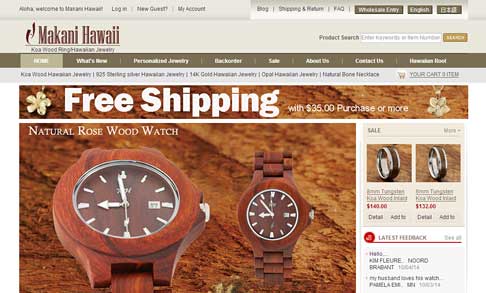 Aloha, welcome to Makani Hawaii! Log in | New Guest? | My Account
Blog | Shipping & Return | FAQ | Wholesale Entry English 日本語
Makani Hawaii
Koa Wood Ring/Hawaiian Jewelry
Product Search Enter Keywords or Item Number SEARCH
HOME What's New Personalized Jewelry Backorder Sale About Us Contact Us Hawaiian Root
Koa Wood Hawaiian Jewelry | 925 Sterling silver Hawaiian Jewelry | 14K Gold Hawaiian Jewelry | Opal Hawaiian Jewelry | Natural Bone Necklace
YOUR CART 0 ITEM
Free Shipping with $35.00 Purchase or more
NATURAL ROSE WOOD WATCH
SALE More
8mm Tungsten
Koa Wood Inlaid
$140.00
Detail Add to
8mm Tungsten
Koa Wood Inlaid
$132.00
Detail Add to
LATEST FEEDBACK See all
Hello,...
KIM FLEURE... NOORD
BRABANT 10/04/14
my husband loves his watch...
PAMELA EMI... MN 10/03/14